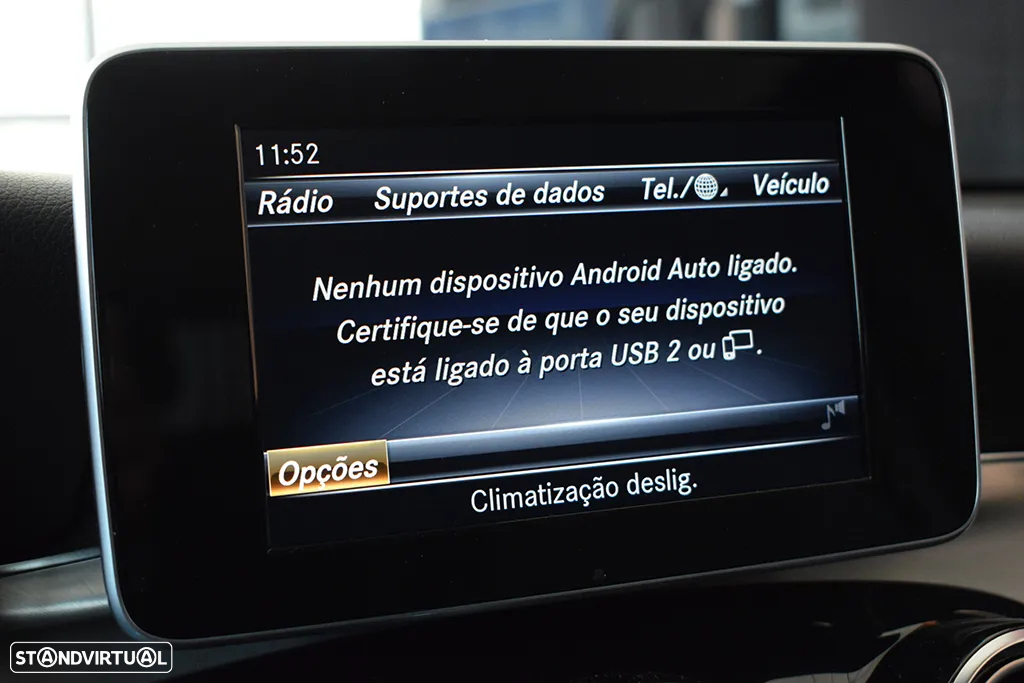 11:52
Rádio Suportes de dados Tel./ Veículo
Nenhum dispositivo Android Auto ligado.
Certifique-se de que o seu dispositivo
está ligado à porta USB 2 ou .
Opções
Climatização deslig.
STANDVIRTUAL